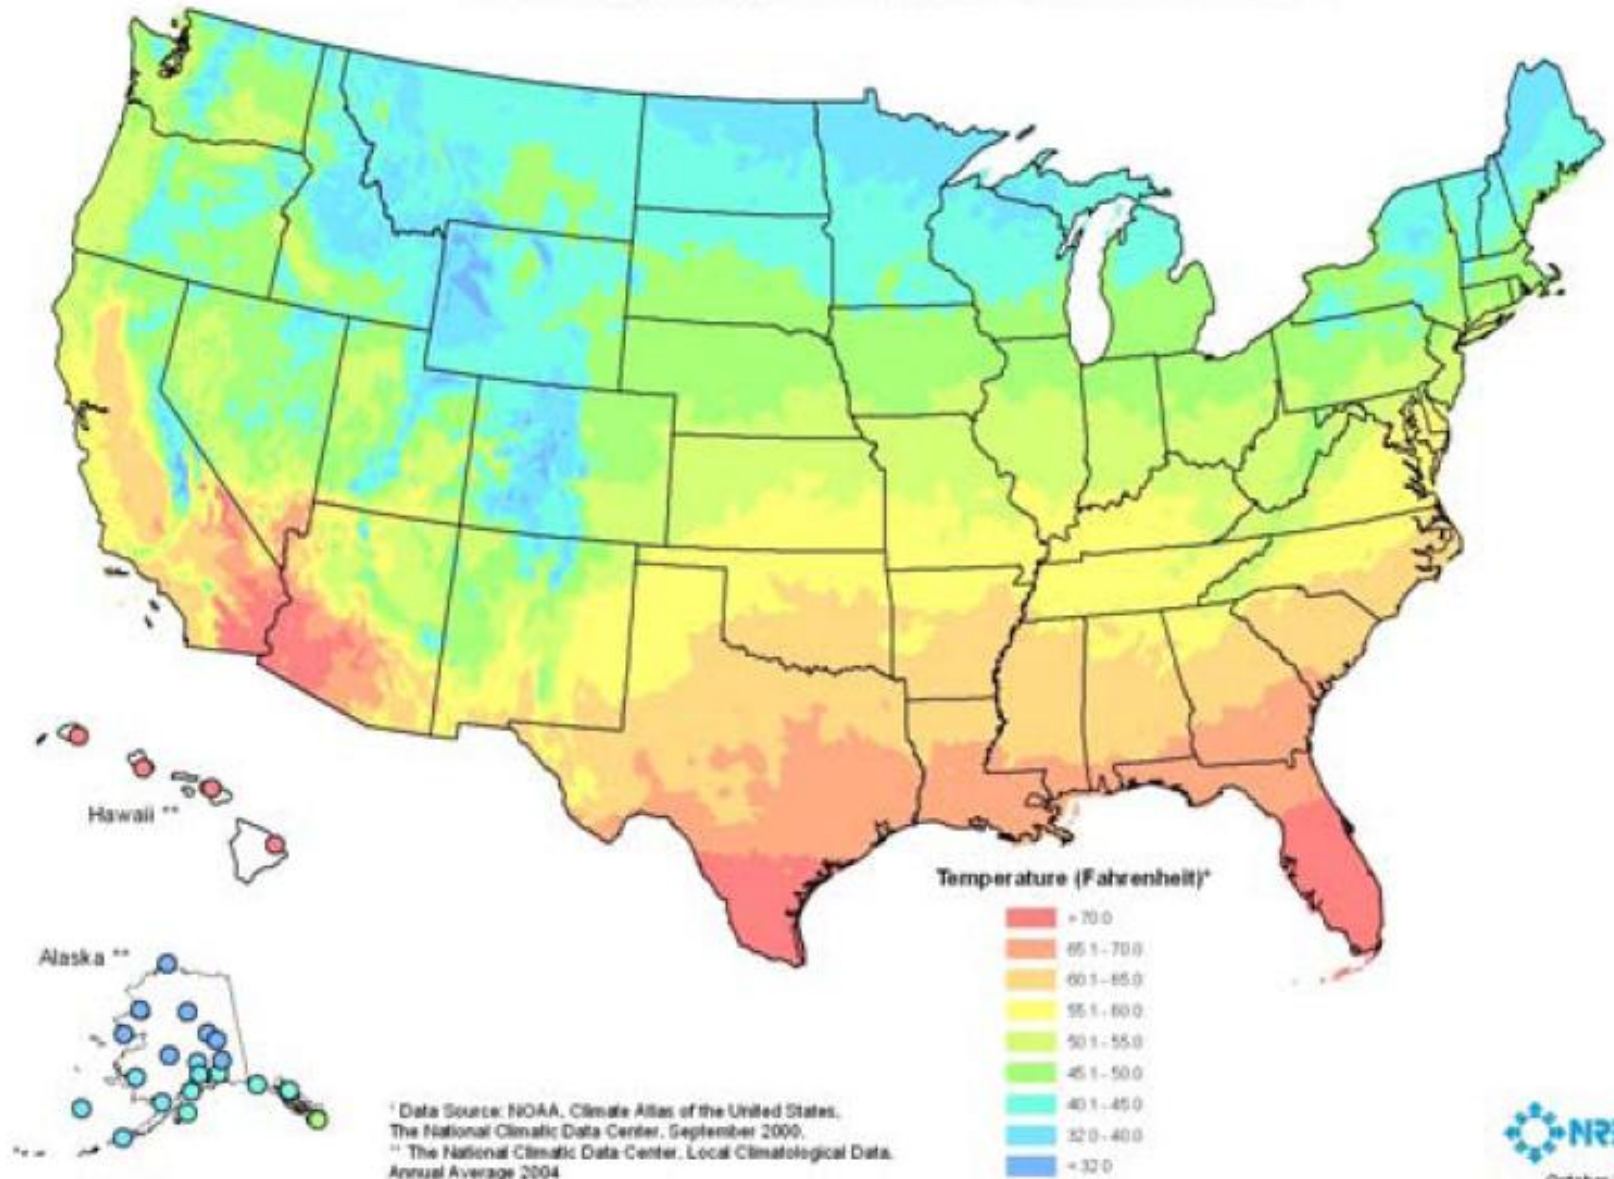 Hawaii **
Alaska **
Temperature (Fahrenheit)*
> 70.0
65.1 - 70.0
60.1 - 65.0
55.1 - 60.0
50.1 - 55.0
45.1 - 50.0
40.1 - 45.0
32.0 - 40.0
< 32.0
* Data Source: NOAA, Climate Atlas of the United States,
The National Climatic Data Center, September 2000.
** The National Climatic Data Center, Local Climatological Data,
Annual Average 2004